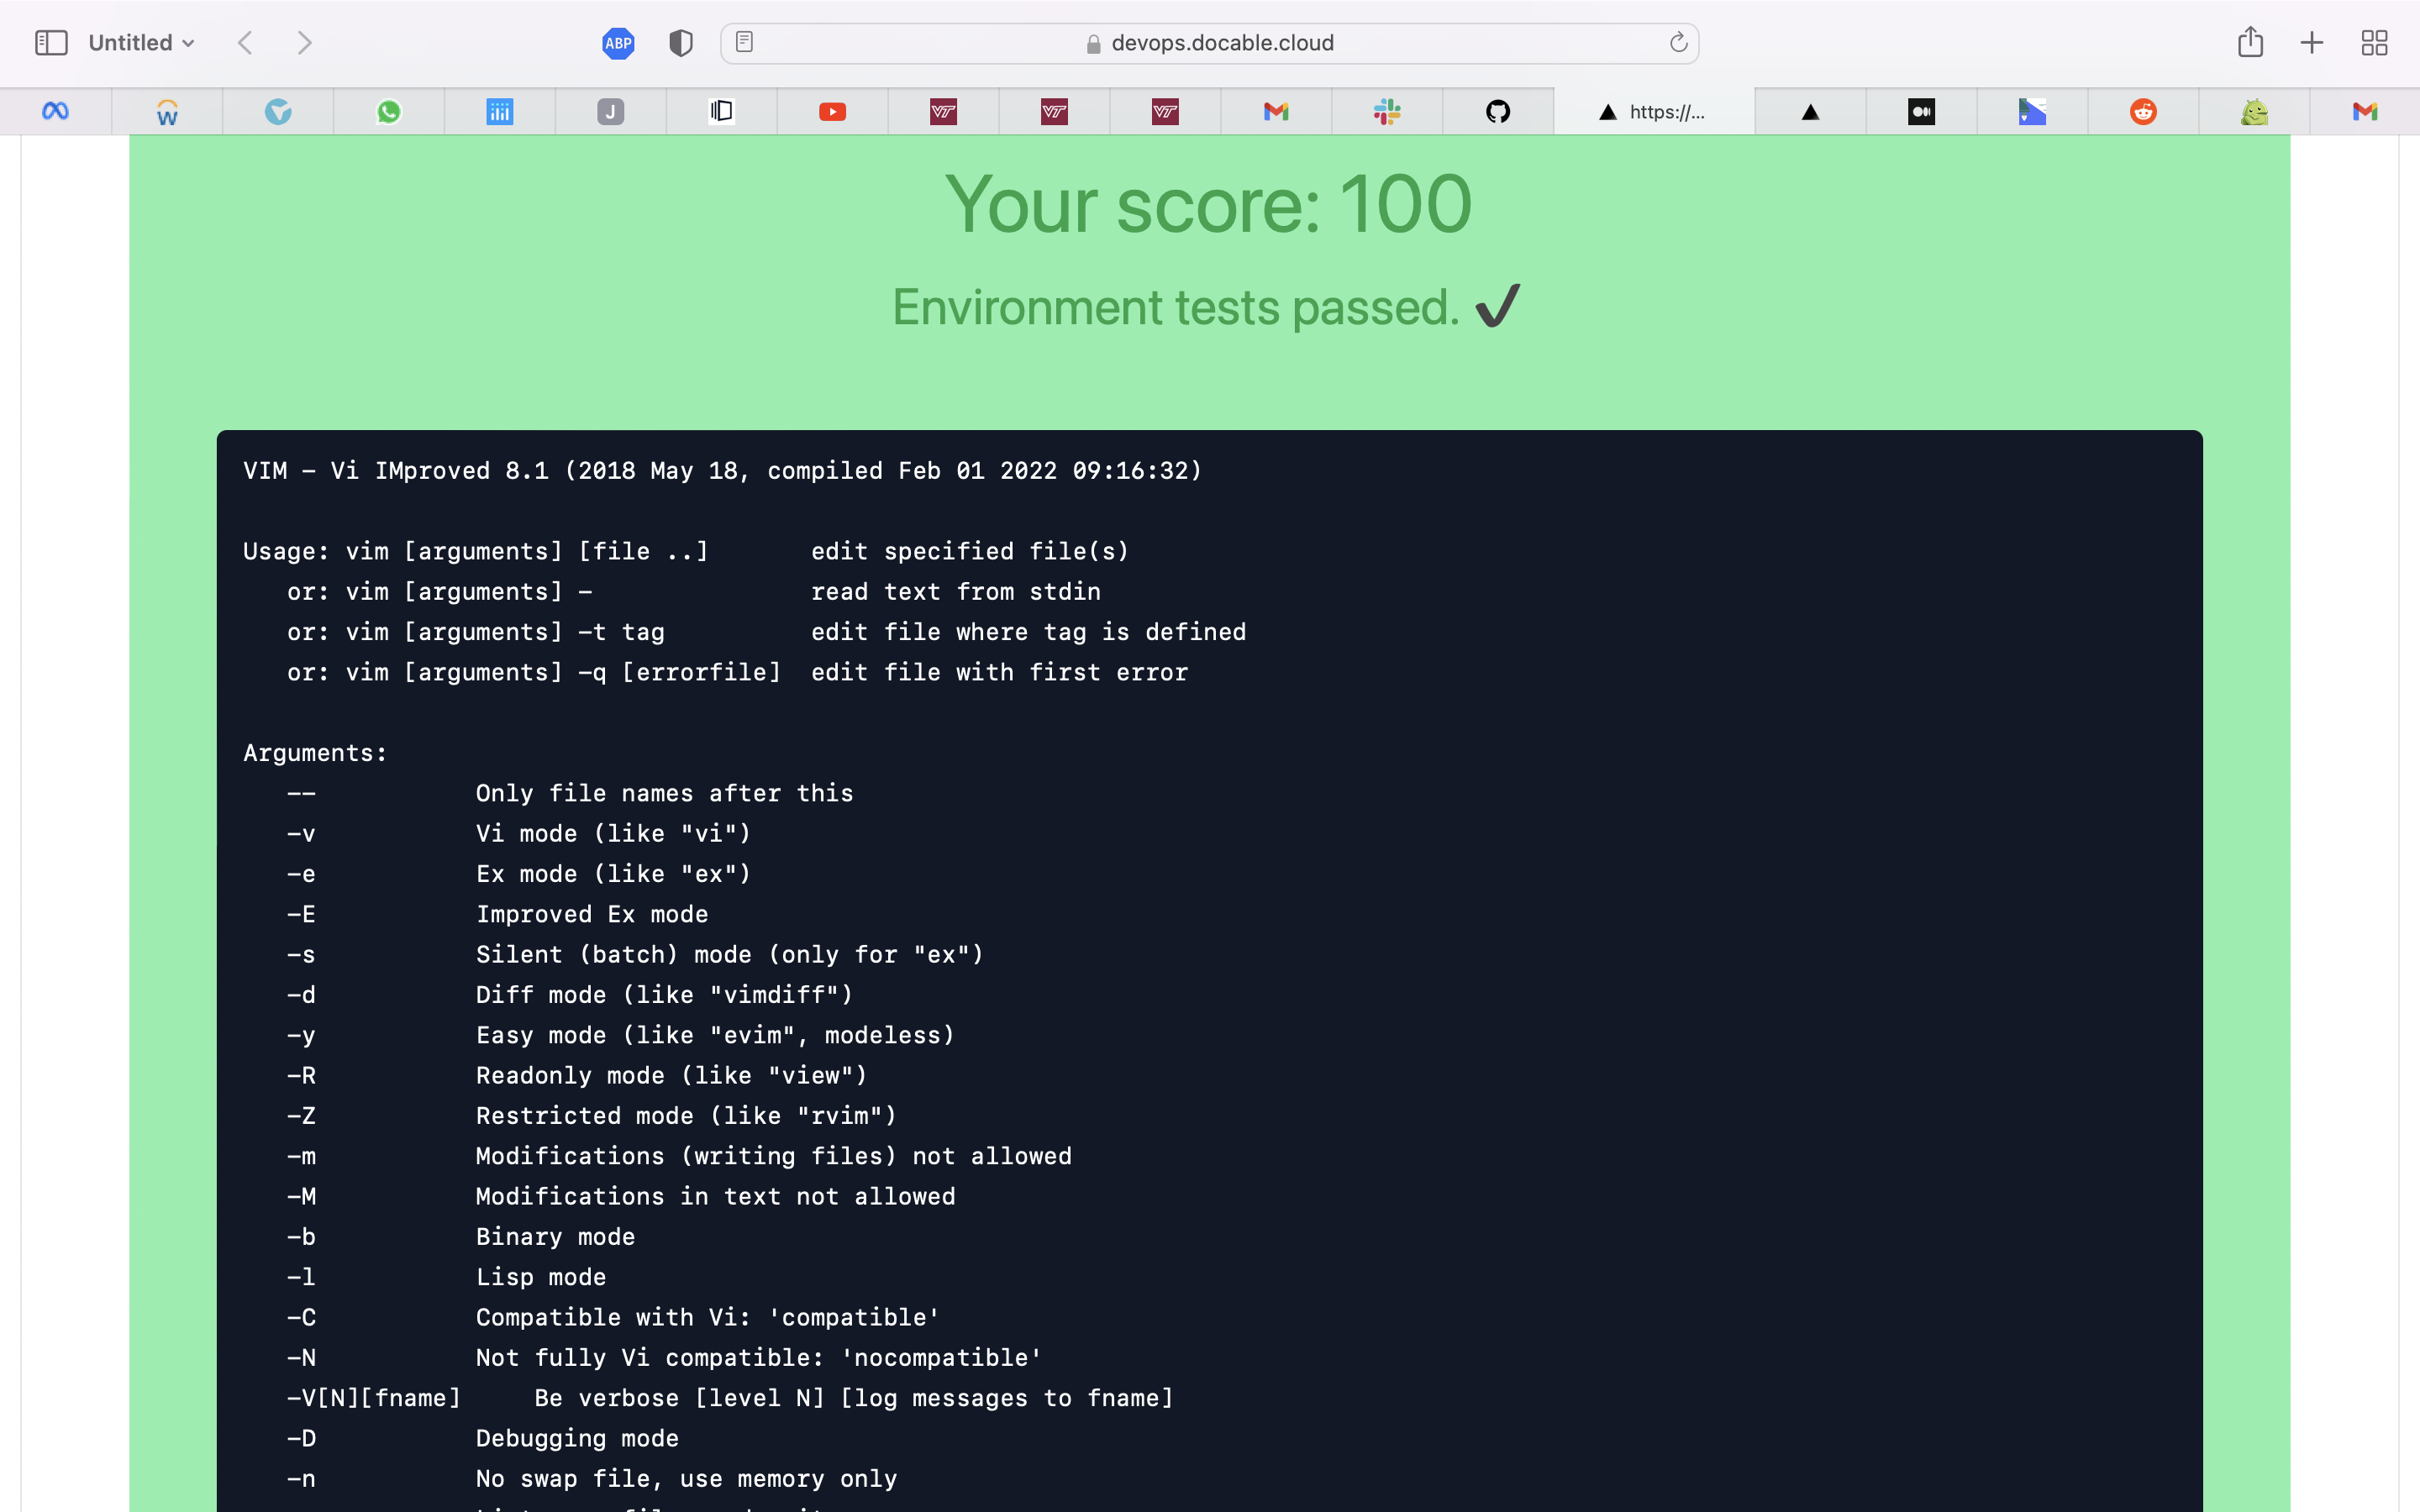 Untitled
ABP
devops.docable.cloud
W
J
VT
VT
VT
https://...
Your score: 100
Environment tests passed. ✔
VIM - Vi IMproved 8.1 (2018 May 18, compiled Feb 01 2022 09:16:32)
Usage: vim [arguments] [file ..]       edit specified file(s)
   or: vim [arguments] -               read text from stdin
   or: vim [arguments] -t tag          edit file where tag is defined
   or: vim [arguments] -q [errorfile]  edit file with first error
Arguments:
   --           Only file names after this
   -v           Vi mode (like "vi")
   -e           Ex mode (like "ex")
   -E           Improved Ex mode
   -s           Silent (batch) mode (only for "ex")
   -d           Diff mode (like "vimdiff")
   -y           Easy mode (like "evim", modeless)
   -R           Readonly mode (like "view")
   -Z           Restricted mode (like "rvim")
   -m           Modifications (writing files) not allowed
   -M           Modifications in text not allowed
   -b           Binary mode
   -l           Lisp mode
   -C           Compatible with Vi: 'compatible'
   -N           Not fully Vi compatible: 'nocompatible'
   -V[N][fname]     Be verbose [level N] [log messages to fname]
   -D           Debugging mode
   -n           No swap file, use memory only